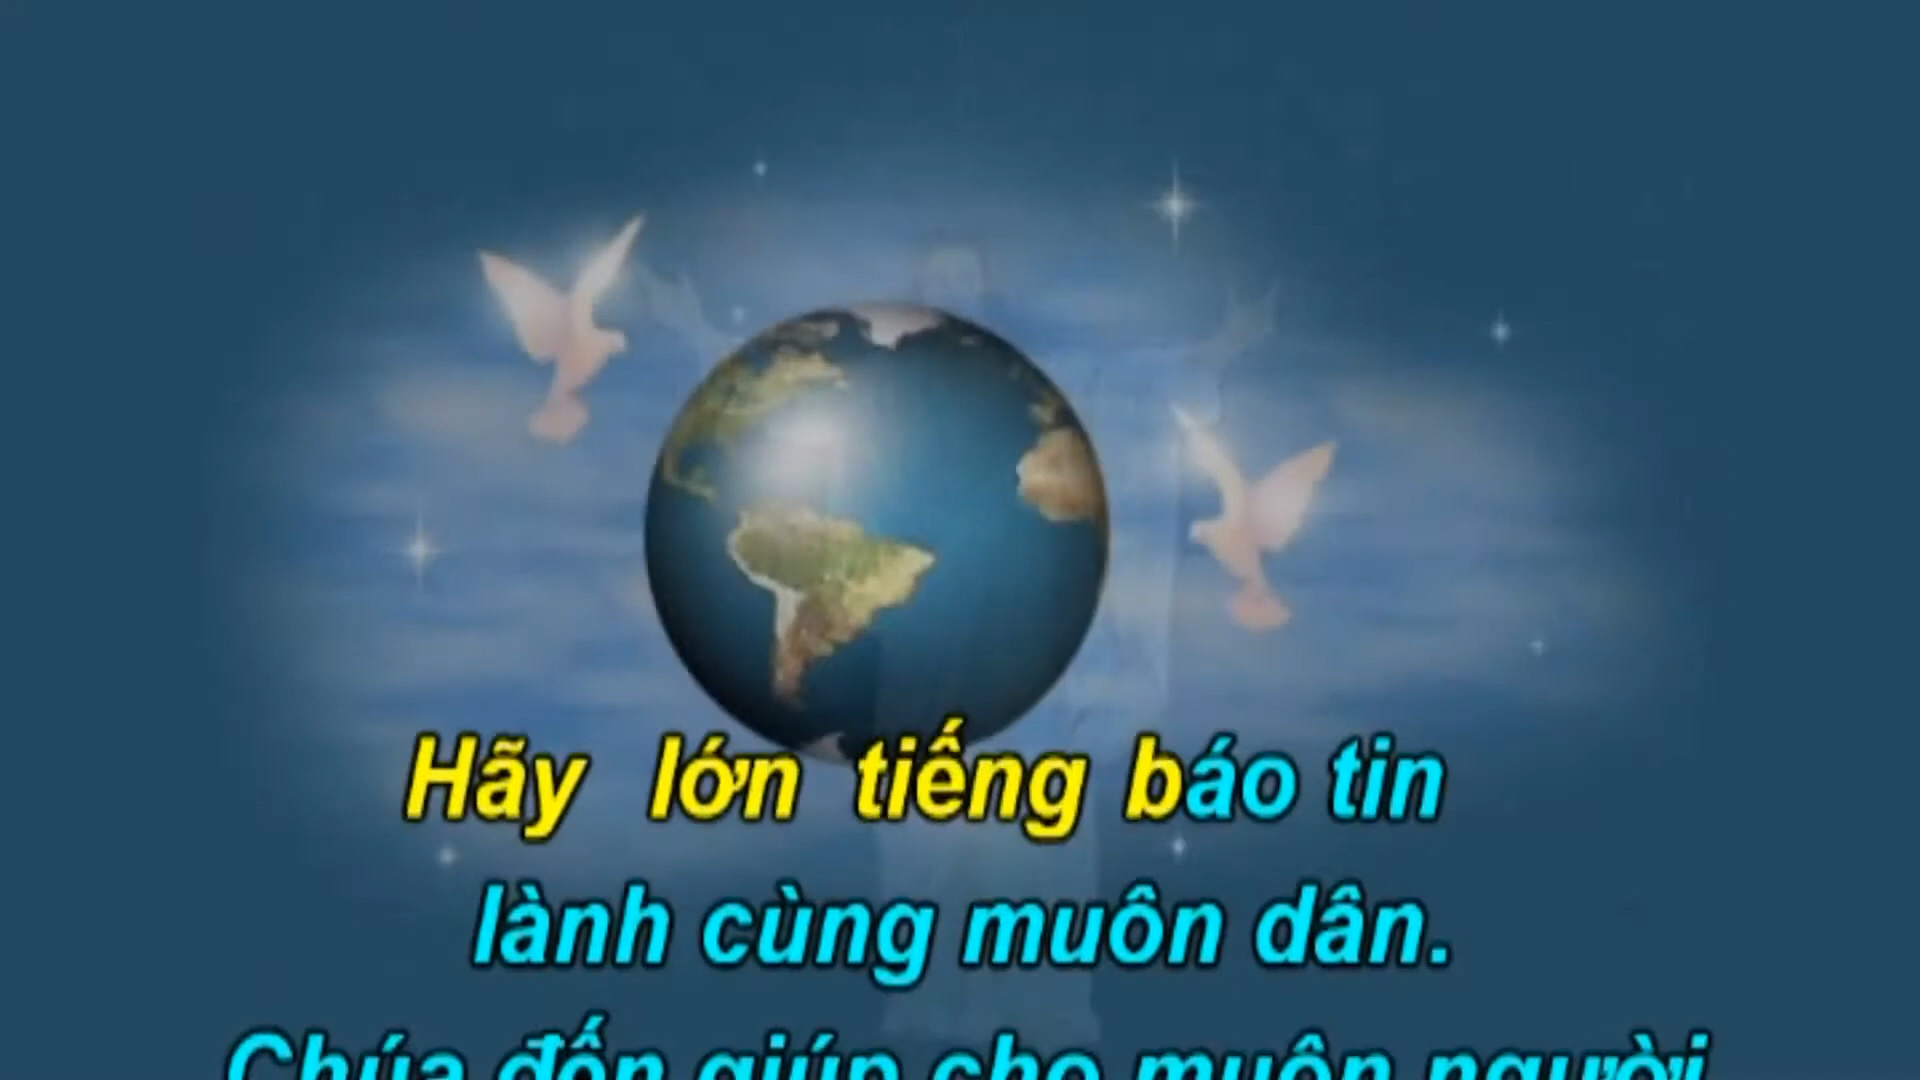 Hãy lớn tiếng báo tin
lành cùng muôn dân.
Chúa đến giúp cho muôn người